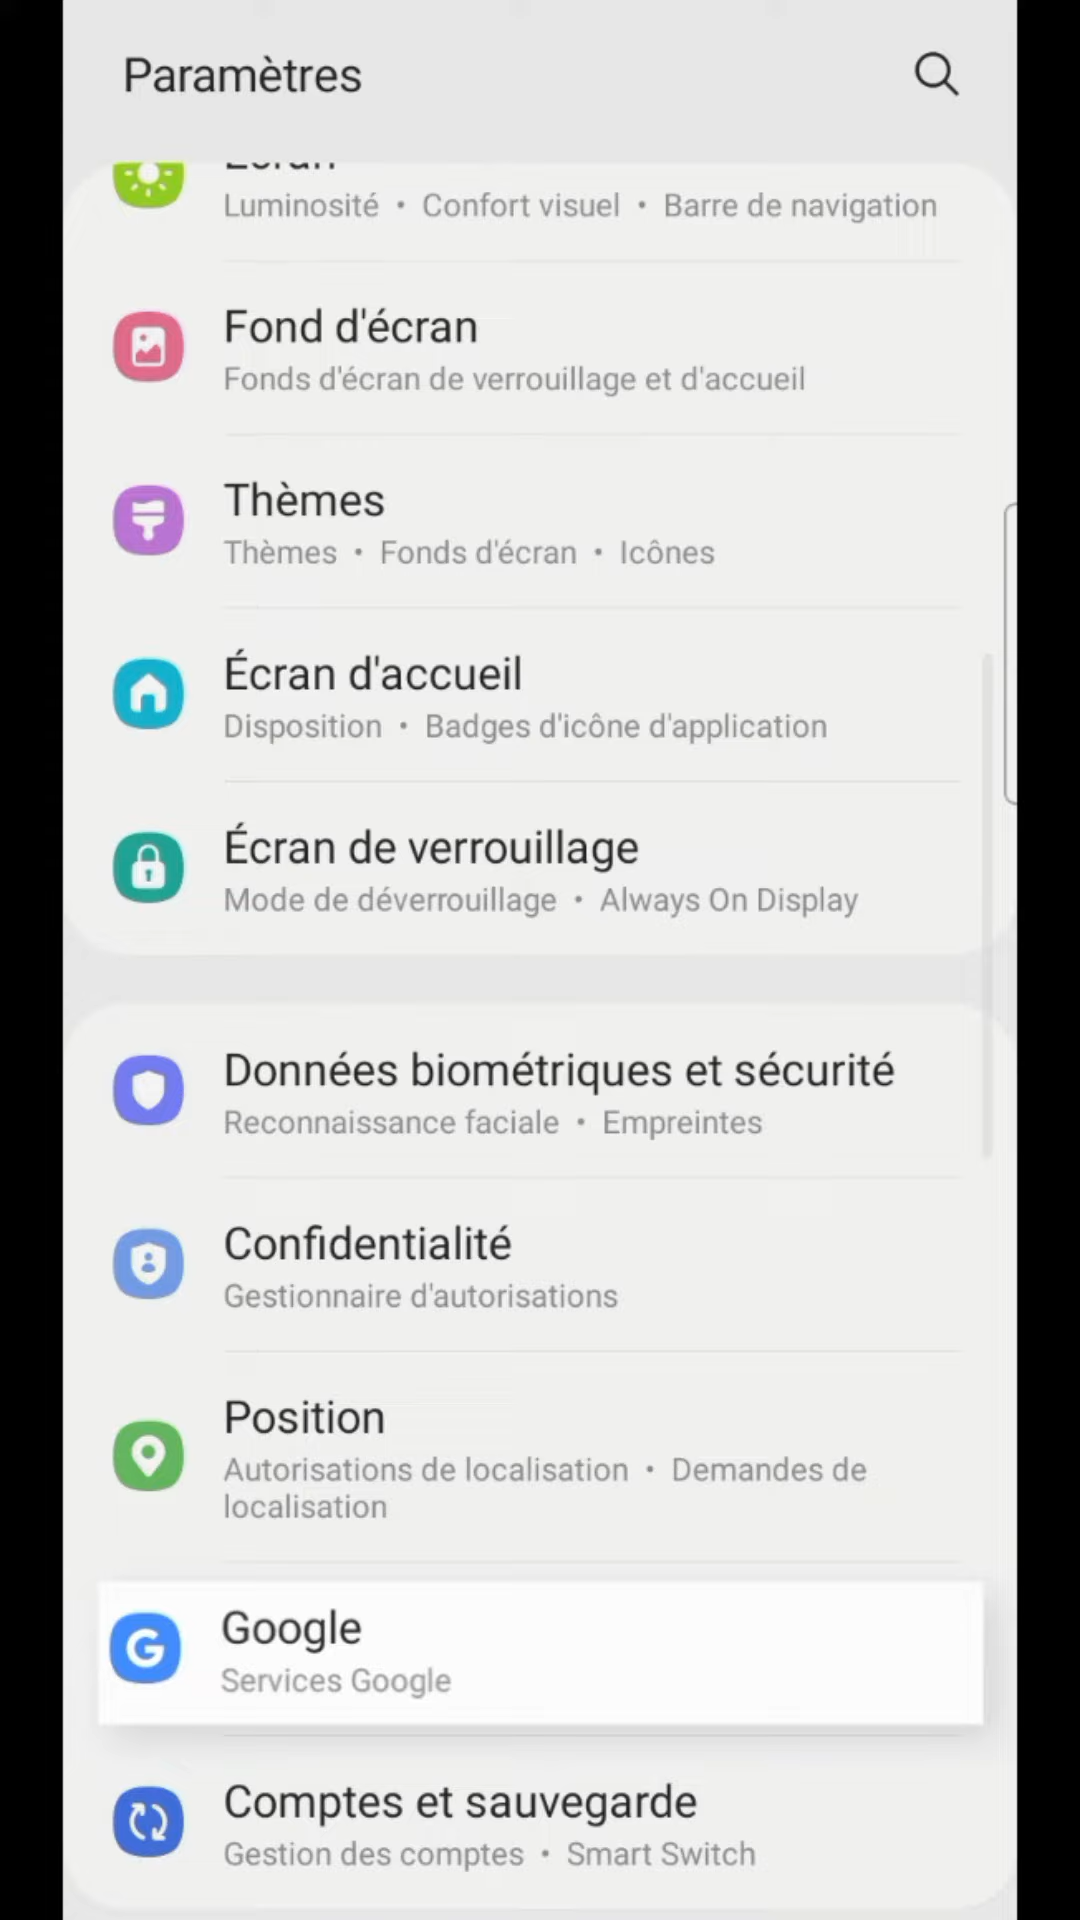 Paramètres
Écran
Luminosité • Confort visuel • Barre de navigation
Fond d'écran
Fonds d'écran de verrouillage et d'accueil
Thèmes
Thèmes • Fonds d'écran • Icônes
Écran d'accueil
Disposition • Badges d'icône d'application
Écran de verrouillage
Mode de déverrouillage • Always On Display
Données biométriques et sécurité
Reconnaissance faciale • Empreintes
Confidentialité
Gestionnaire d'autorisations
Position
Autorisations de localisation • Demandes de
localisation
Google
Services Google
Comptes et sauvegarde
Gestion des comptes • Smart Switch